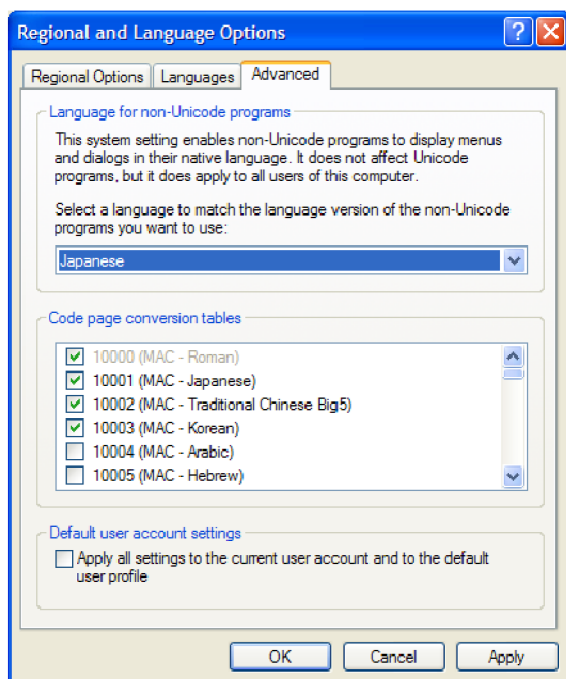 Regional and Language Options
Regional Options
Languages
Advanced
Language for non-Unicode programs
This system setting enables non-Unicode programs to display menus
and dialogs in their native language. It does not affect Unicode
programs, but it does apply to all users of this computer.
Select a language to match the language version of the non-Unicode
programs you want to use:
Japanese
Code page conversion tables
10000 (MAC - Roman)
10001 (MAC - Japanese)
10002 (MAC - Traditional Chinese Big5)
10003 (MAC - Korean)
10004 (MAC - Arabic)
10005 (MAC - Hebrew)
Default user account settings
Apply all settings to the current user account and to the default
user profile
OK
Cancel
Apply